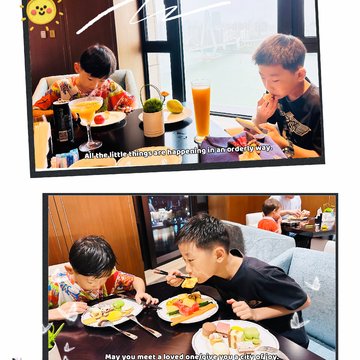 All the little things are happening in an orderly way.
May you meet a loved one/give you a city of joy.